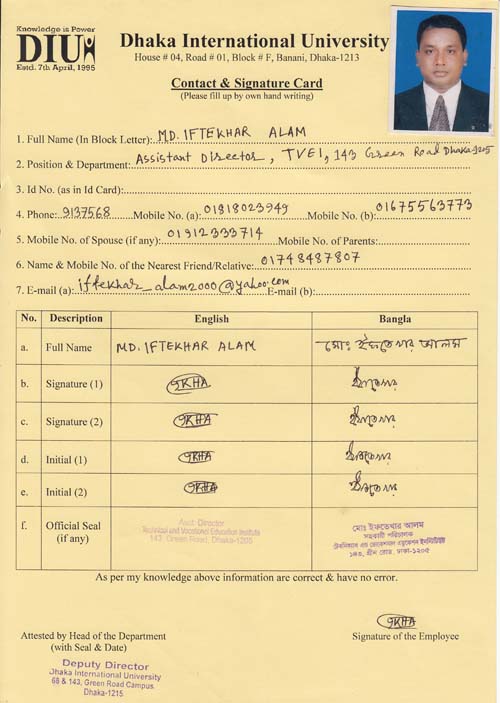 Knowledge is Power
DIU
Estd. 7th April, 1995
Dhaka International University
House # 04, Road # 01, Block # F, Banani, Dhaka-1213
Contact & Signature Card
(Please fill up by own hand writing)
1. Full Name (In Block Letter): MD. IFTEKHAR ALAM
2. Position & Department: Assistant Director, TVEI, 143 Green Road Dhaka-1205
3. Id No. (as in Id Card):
4. Phone: 9137568 Mobile No. (a): 01818023949 Mobile No. (b): 01675563773
5. Mobile No. of Spouse (if any): 01912333714 Mobile No. of Parents:
6. Name & Mobile No. of the Nearest Friend/Relative: 01748487807
7. E-mail (a): iftekhar_alam2000@yahoo.com E-mail (b):
No. Description English Bangla
a. Full Name MD. IFTEKHAR ALAM মোঃ ইফতেখার আলম
b. Signature (1)
c. Signature (2)
d. Initial (1)
e. Initial (2)
f. Official Seal (if any)
Asst. Director
Technical and Vocational Education Institute
143, Green Road, Dhaka-1205
মোঃ ইফতেখার আলম
সহকারী পরিচালক
টেকনিক্যাল এন্ড ভোকেশনাল এডুকেশন ইনস্টিটিউট
১৪৩, গ্রীন রোড, ঢাকা-১২০৫
As per my knowledge above information are correct & have no error.
Attested by Head of the Department
(with Seal & Date)
Signature of the Employee
Deputy Director
Dhaka International University
68 & 143, Green Road Campus
Dhaka-1215